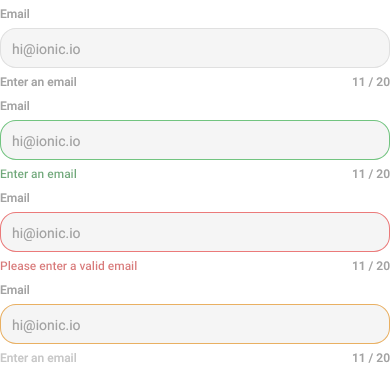 Email
hi@ionic.io
Enter an email 11 / 20
Email
hi@ionic.io
Enter an email 11 / 20
Email
hi@ionic.io
Please enter a valid email 11 / 20
Email
hi@ionic.io
Enter an email 11 / 20